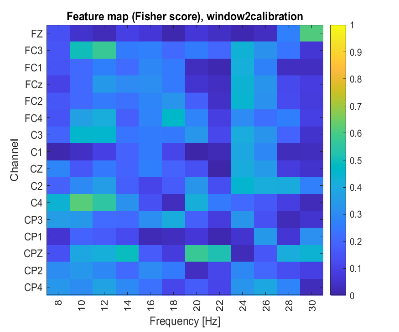 Feature map (Fisher score), window2calibration
Channel
FZ
FC3
FC1
FCz
FC2
FC4
C3
C1
CZ
C2
C4
CP3
CP1
CPZ
CP2
CP4
8 10 12 14 16 18 20 22 24 26 28 30
Frequency [Hz]
1
0.9
0.8
0.7
0.6
0.5
0.4
0.3
0.2
0.1
0